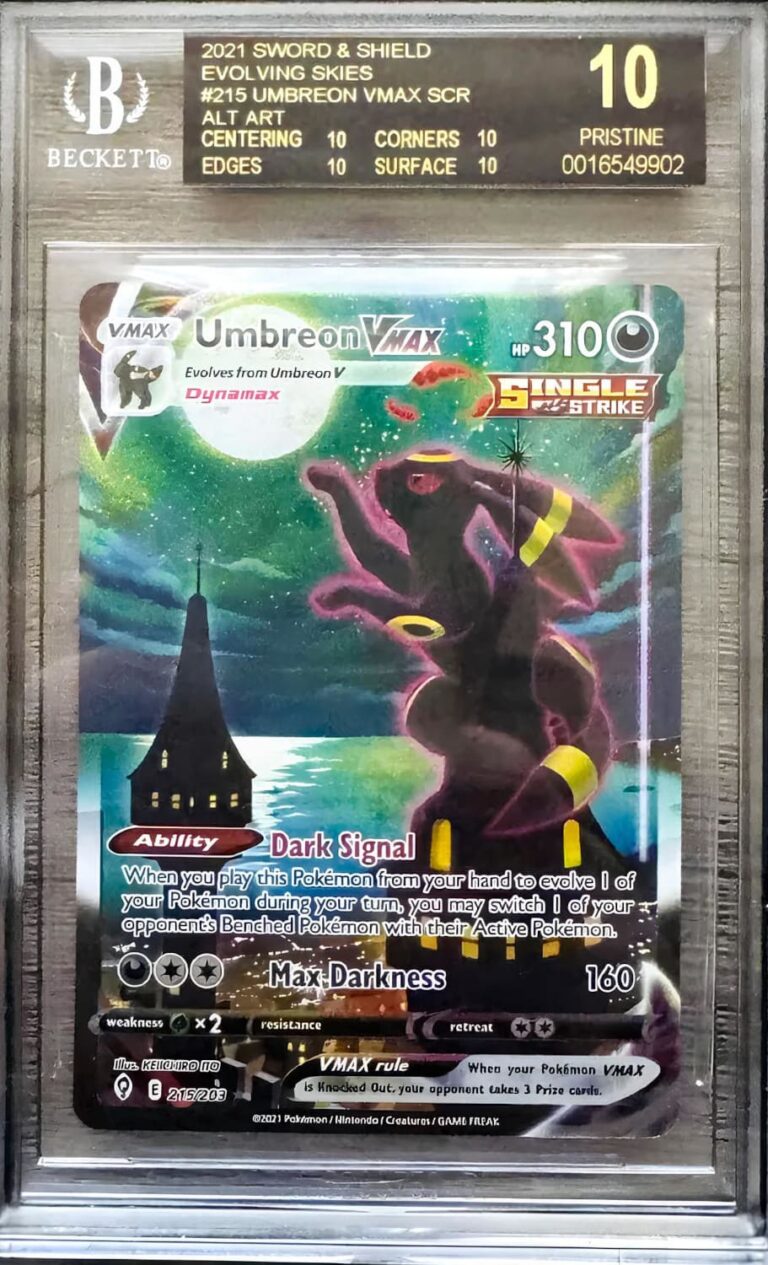 2021 SWORD & SHIELD
EVOLVING SKIES
#215 UMBREON VMAX SCR
ALT ART
CENTERING 10 CORNERS 10
EDGES 10 SURFACE 10
10
PRISTINE
0016549902
B
BECKETT®
VMAX
Umbreon VMAX
HP 310
Evolves from Umbreon V
Dynamax
SINGLE
STRIKE
Ability Dark Signal
When you play this Pokémon from your hand to evolve 1 of
your Pokémon during your turn, you may switch 1 of your
opponent's Benched Pokémon with their Active Pokémon.
Max Darkness 160
weakness ×2 resistance retreat
Illus. KEIICHIRO ITO
E 215/203
VMAX rule When your Pokémon VMAX
is Knocked Out, your opponent takes 3 Prize cards.
©2021 Pokémon / Nintendo / Creatures / GAME FREAK